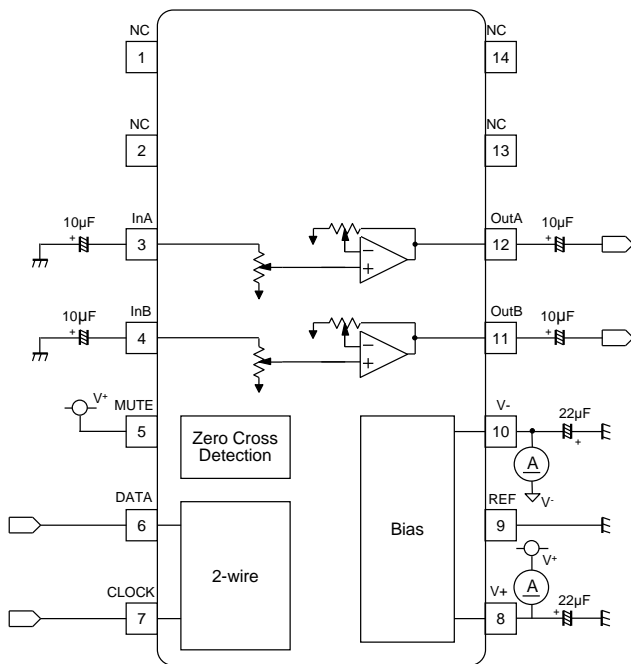 NC
1
NC
14
NC
2
NC
13
10µF
+
InA
3
OutA
12
10µF
+
−
+
10µF
+
InB
4
OutB
11
10µF
+
−
+
V+
MUTE
5
Zero Cross
Detection
V-
10
22µF
+
A
V-
DATA
6
REF
9
2-wire
Bias
V+
A
CLOCK
7
V+
8
22µF
+